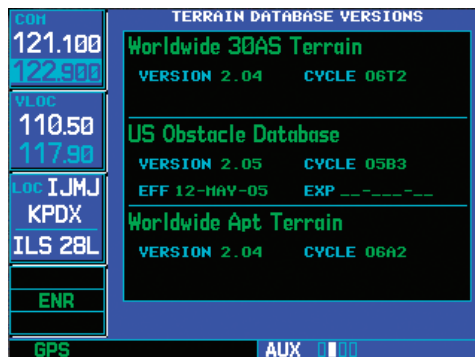 COM
121.100
122.900
VLOC
110.50
117.90
LOC IJMJ
KPDX
ILS 28L
ENR
GPS
TERRAIN DATABASE VERSIONS
Worldwide 30AS Terrain
VERSION 2.04 CYCLE 06T2
US Obstacle Database
VERSION 2.05 CYCLE 05B3
EFF 12-MAY-05 EXP __-___-__
Worldwide Apt Terrain
VERSION 2.04 CYCLE 06A2
AUX